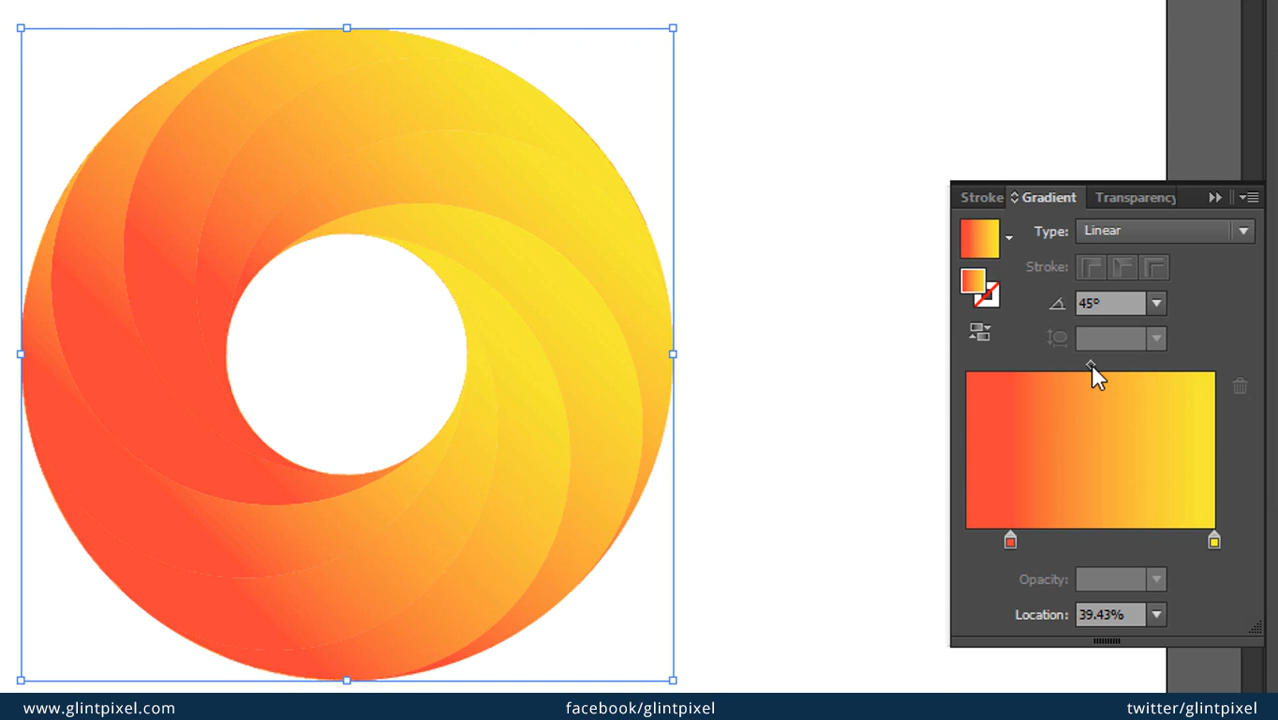 Stroke Gradient Transparency
Type: Linear
Stroke:
45°
Opacity:
Location: 39.43%
www.glintpixel.com facebook/glintpixel twitter/glintpixel